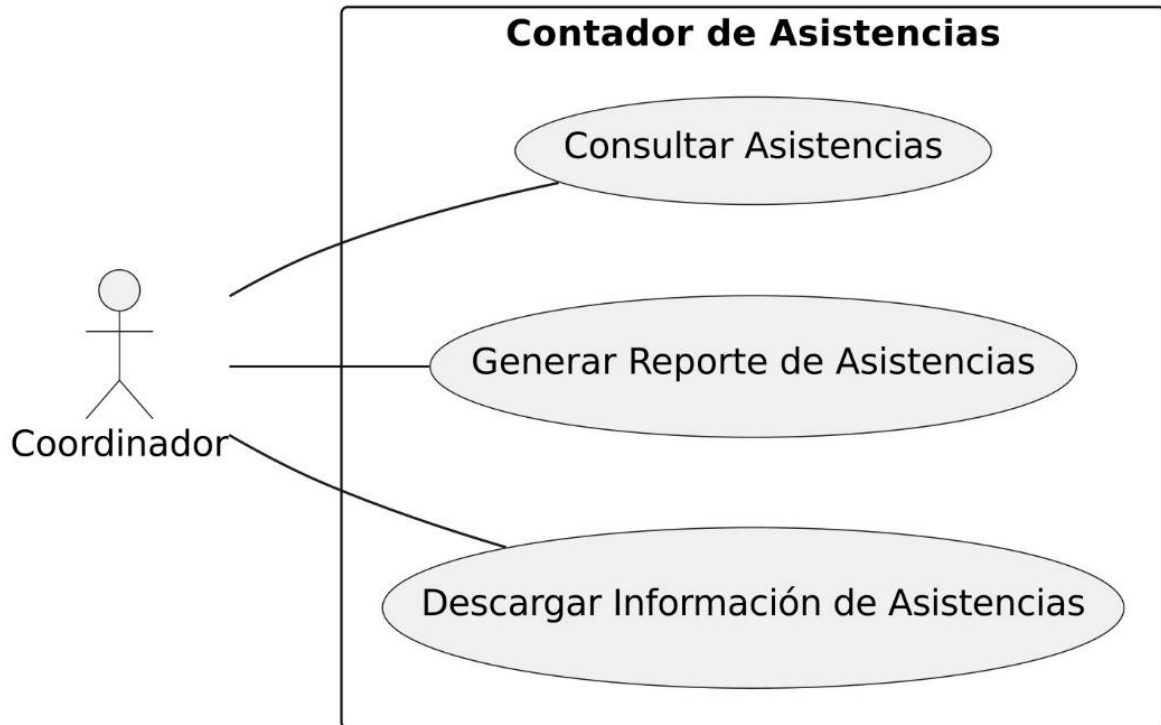 Contador de Asistencias
Consultar Asistencias
Generar Reporte de Asistencias
Coordinador
Descargar Información de Asistencias